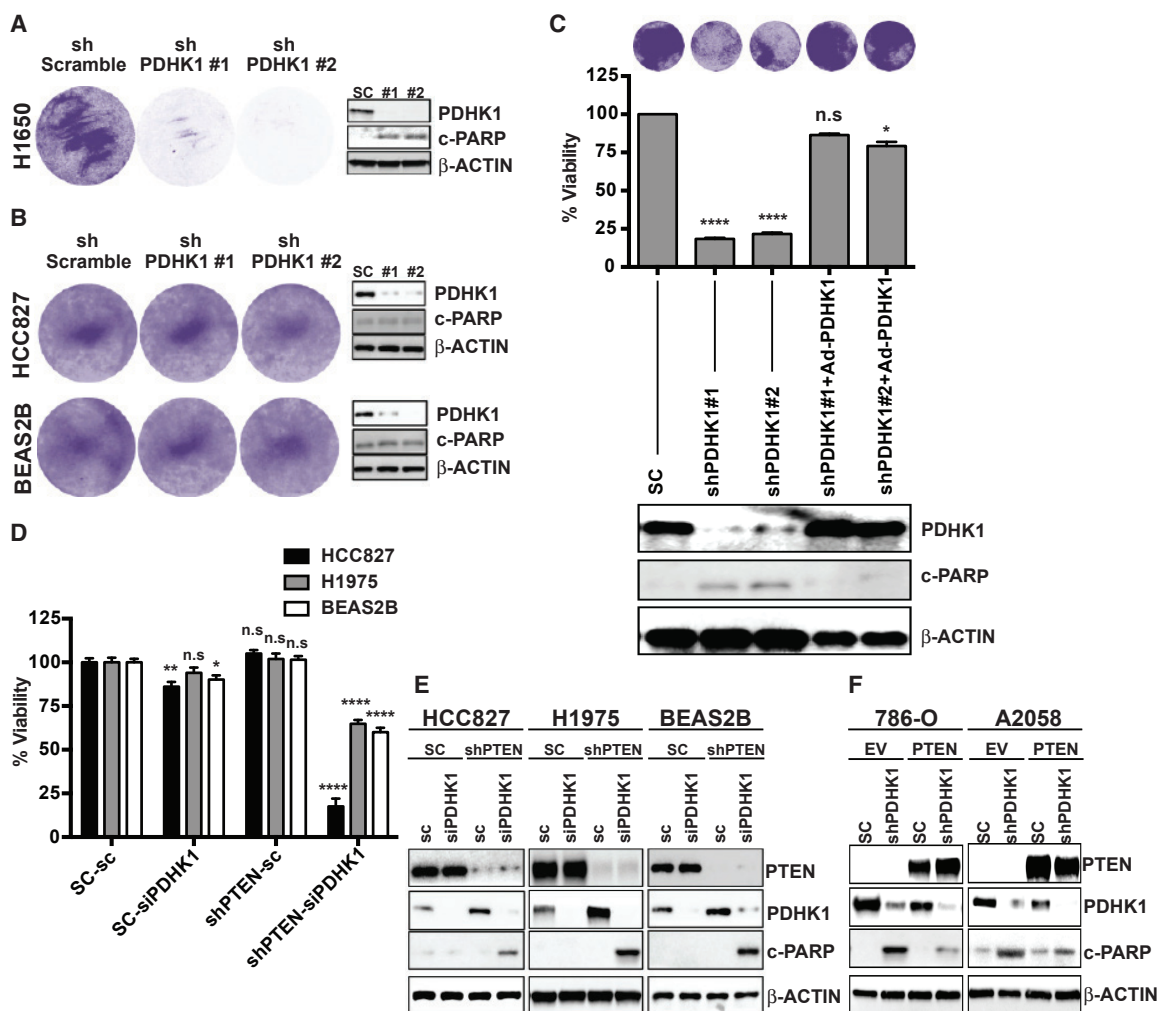 A
sh Scramble
sh PDHK1 #1
sh PDHK1 #2
H1650
SC #1 #2
PDHK1
c-PARP
β-ACTIN
B
sh Scramble
sh PDHK1 #1
sh PDHK1 #2
HCC827
SC #1 #2
PDHK1
c-PARP
β-ACTIN
BEAS2B
PDHK1
c-PARP
β-ACTIN
C
% Viability
125
100
75
50
25
0
****
****
n.s
*
SC
shPDHK1#1
shPDHK1#2
shPDHK1#1+Ad-PDHK1
shPDHK1#2+Ad-PDHK1
PDHK1
c-PARP
β-ACTIN
D
HCC827
H1975
BEAS2B
% Viability
125
100
75
50
25
0
** n.s *
n.s n.s n.s
**** **** ****
SC-sc
SC-siPDHK1
shPTEN-sc
shPTEN-siPDHK1
E
HCC827 H1975 BEAS2B
SC shPTEN SC shPTEN SC shPTEN
sc siPDHK1 sc siPDHK1 sc siPDHK1 sc siPDHK1 sc siPDHK1 sc siPDHK1
PTEN
PDHK1
c-PARP
β-ACTIN
F
786-O A2058
EV PTEN EV PTEN
SC shPDHK1 SC shPDHK1 SC shPDHK1 SC shPDHK1
PTEN
PDHK1
c-PARP
β-ACTIN